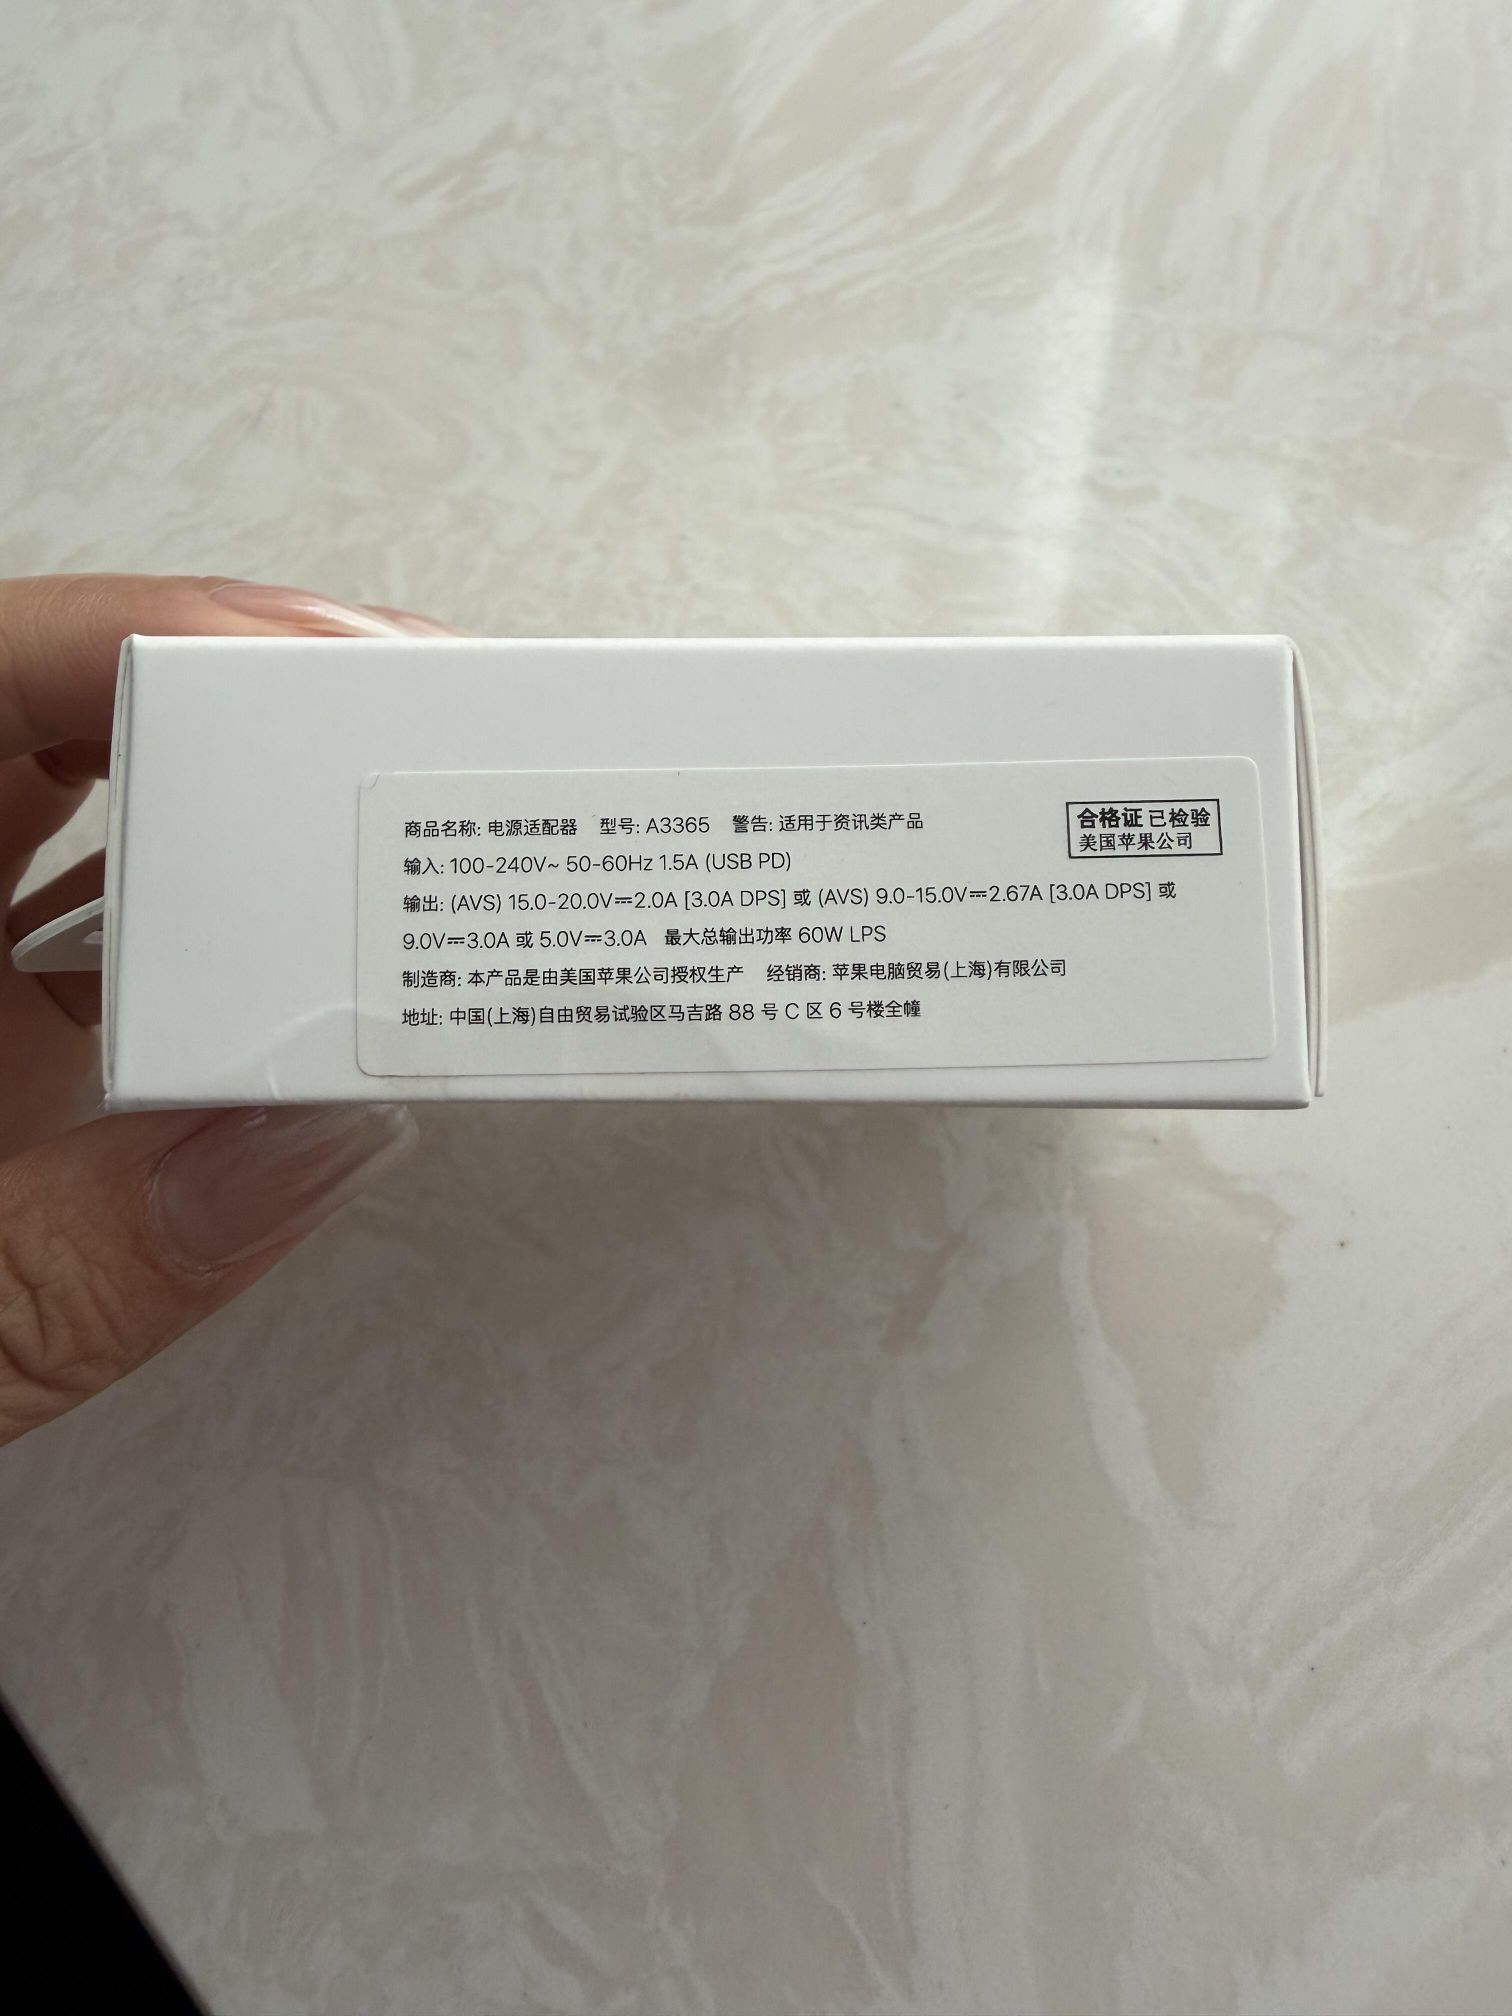 商品名称: 电源适配器 型号: A3365 警告: 适用于资讯类产品
合格证 已检验
美国苹果公司
输入: 100-240V~ 50-60Hz 1.5A (USB PD)
输出: (AVS) 15.0-20.0V⎓2.0A [3.0A DPS] 或 (AVS) 9.0-15.0V⎓2.67A [3.0A DPS] 或
9.0V⎓3.0A 或 5.0V⎓3.0A 最大总输出功率 60W LPS
制造商: 本产品是由美国苹果公司授权生产 经销商: 苹果电脑贸易(上海)有限公司
地址: 中国(上海)自由贸易试验区马吉路 88 号 C 区 6 号楼全幢